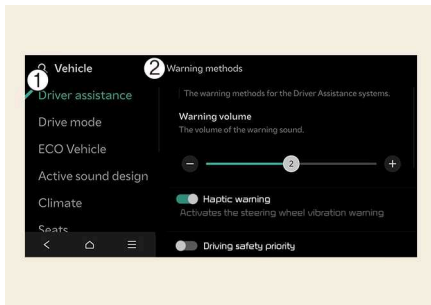 Vehicle
1
2
Warning methods
Driver assistance
Drive mode
ECO Vehicle
Active sound design
Climate
Seats
The warning methods for the Driver Assistance systems.
Warning volume
The volume of the warning sound.
2
Haptic warning
Activates the steering wheel vibration warning
Driving safety priority